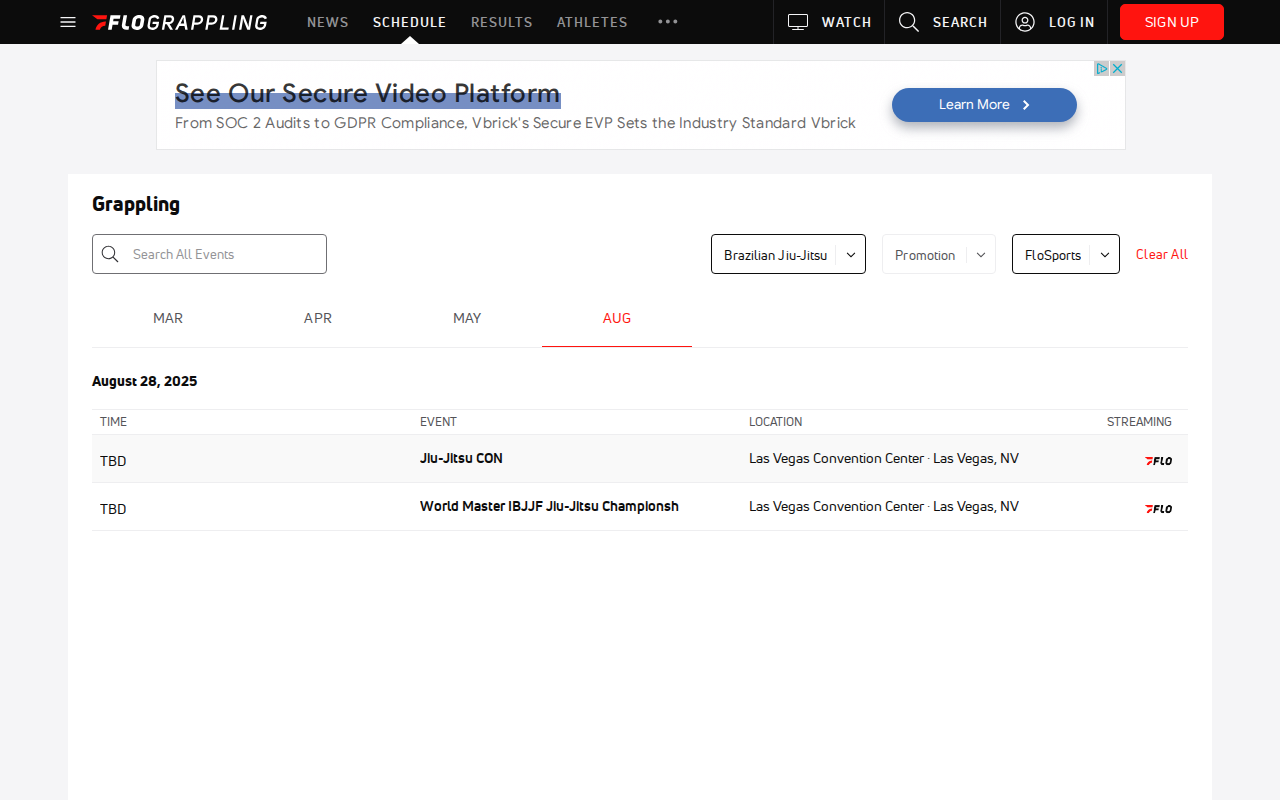 FLOGRAPPLING NEWS SCHEDULE RESULTS ATHLETES ••• WATCH SEARCH LOG IN SIGN UP
See Our Secure Video Platform
From SOC 2 Audits to GDPR Compliance, Vbrick's Secure EVP Sets the Industry Standard Vbrick
Learn More
Grappling
Search All Events Brazilian Jiu-Jitsu Promotion FloSports Clear All
MAR APR MAY AUG
August 28, 2025
TIME EVENT LOCATION STREAMING
TBD Jiu-Jitsu CON Las Vegas Convention Center · Las Vegas, NV FLO
TBD World Master IBJJF Jiu-Jitsu Championsh Las Vegas Convention Center · Las Vegas, NV FLO